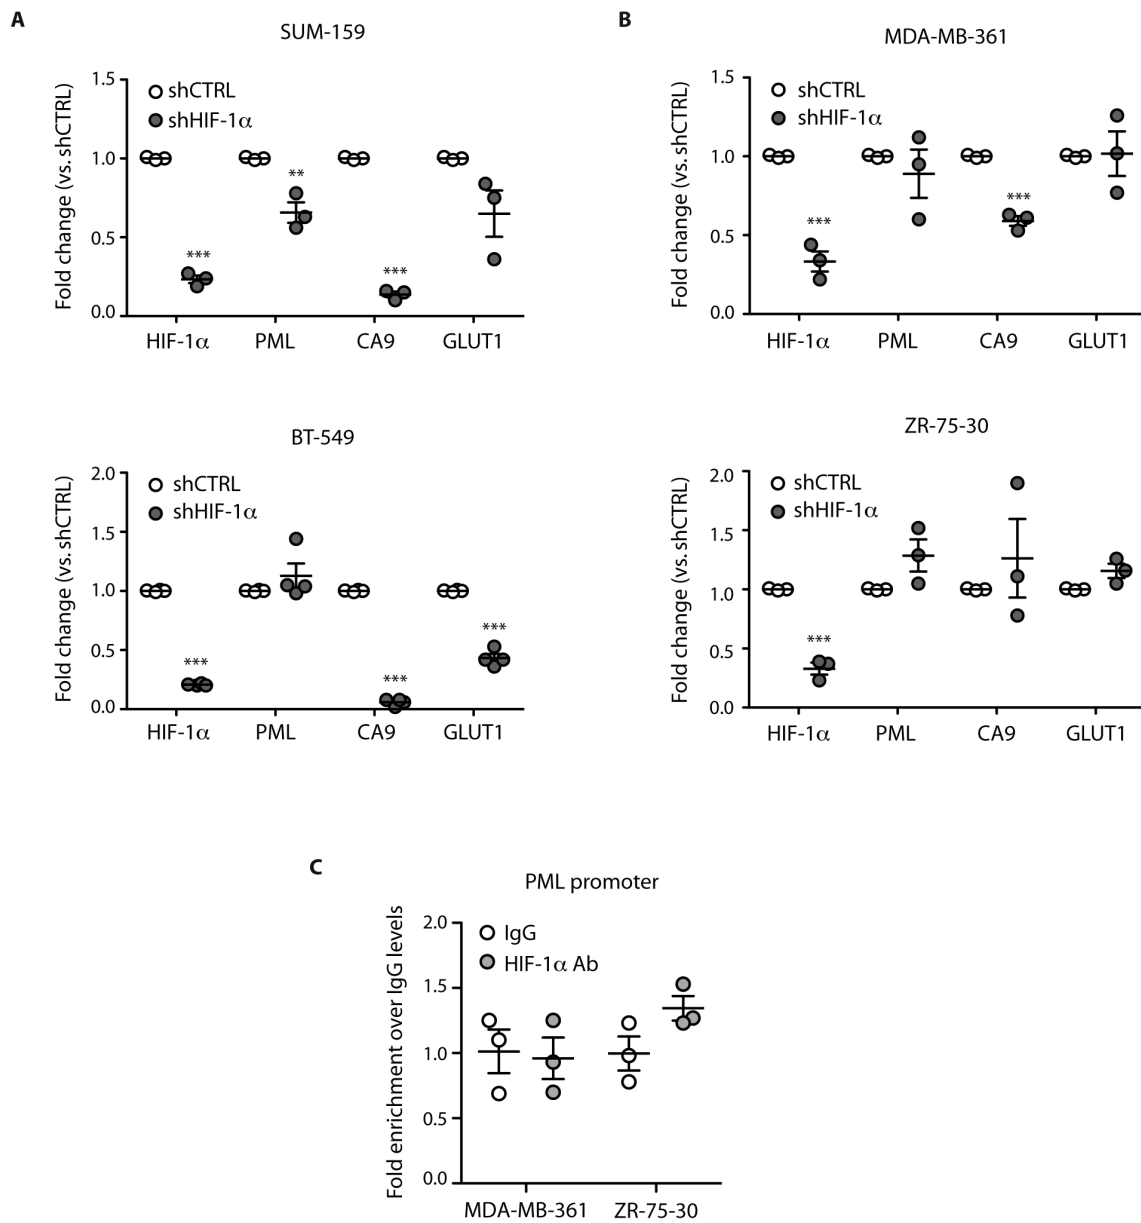 A
SUM-159
Fold change (vs. shCTRL)
1.5
1.0
0.5
0.0
shCTRL
shHIF-1α
***
**
***
HIF-1α PML CA9 GLUT1
B
MDA-MB-361
Fold change (vs. shCTRL)
1.5
1.0
0.5
0.0
shCTRL
shHIF-1α
***
***
HIF-1α PML CA9 GLUT1
BT-549
Fold change (vs. shCTRL)
2.0
1.5
1.0
0.5
0.0
shCTRL
shHIF-1α
***
***
***
HIF-1α PML CA9 GLUT1
ZR-75-30
Fold change (vs. shCTRL)
2.0
1.5
1.0
0.5
0.0
shCTRL
shHIF-1α
***
HIF-1α PML CA9 GLUT1
C
PML promoter
Fold enrichment over IgG levels
2.0
1.5
1.0
0.5
0.0
IgG
HIF-1α Ab
MDA-MB-361 ZR-75-30